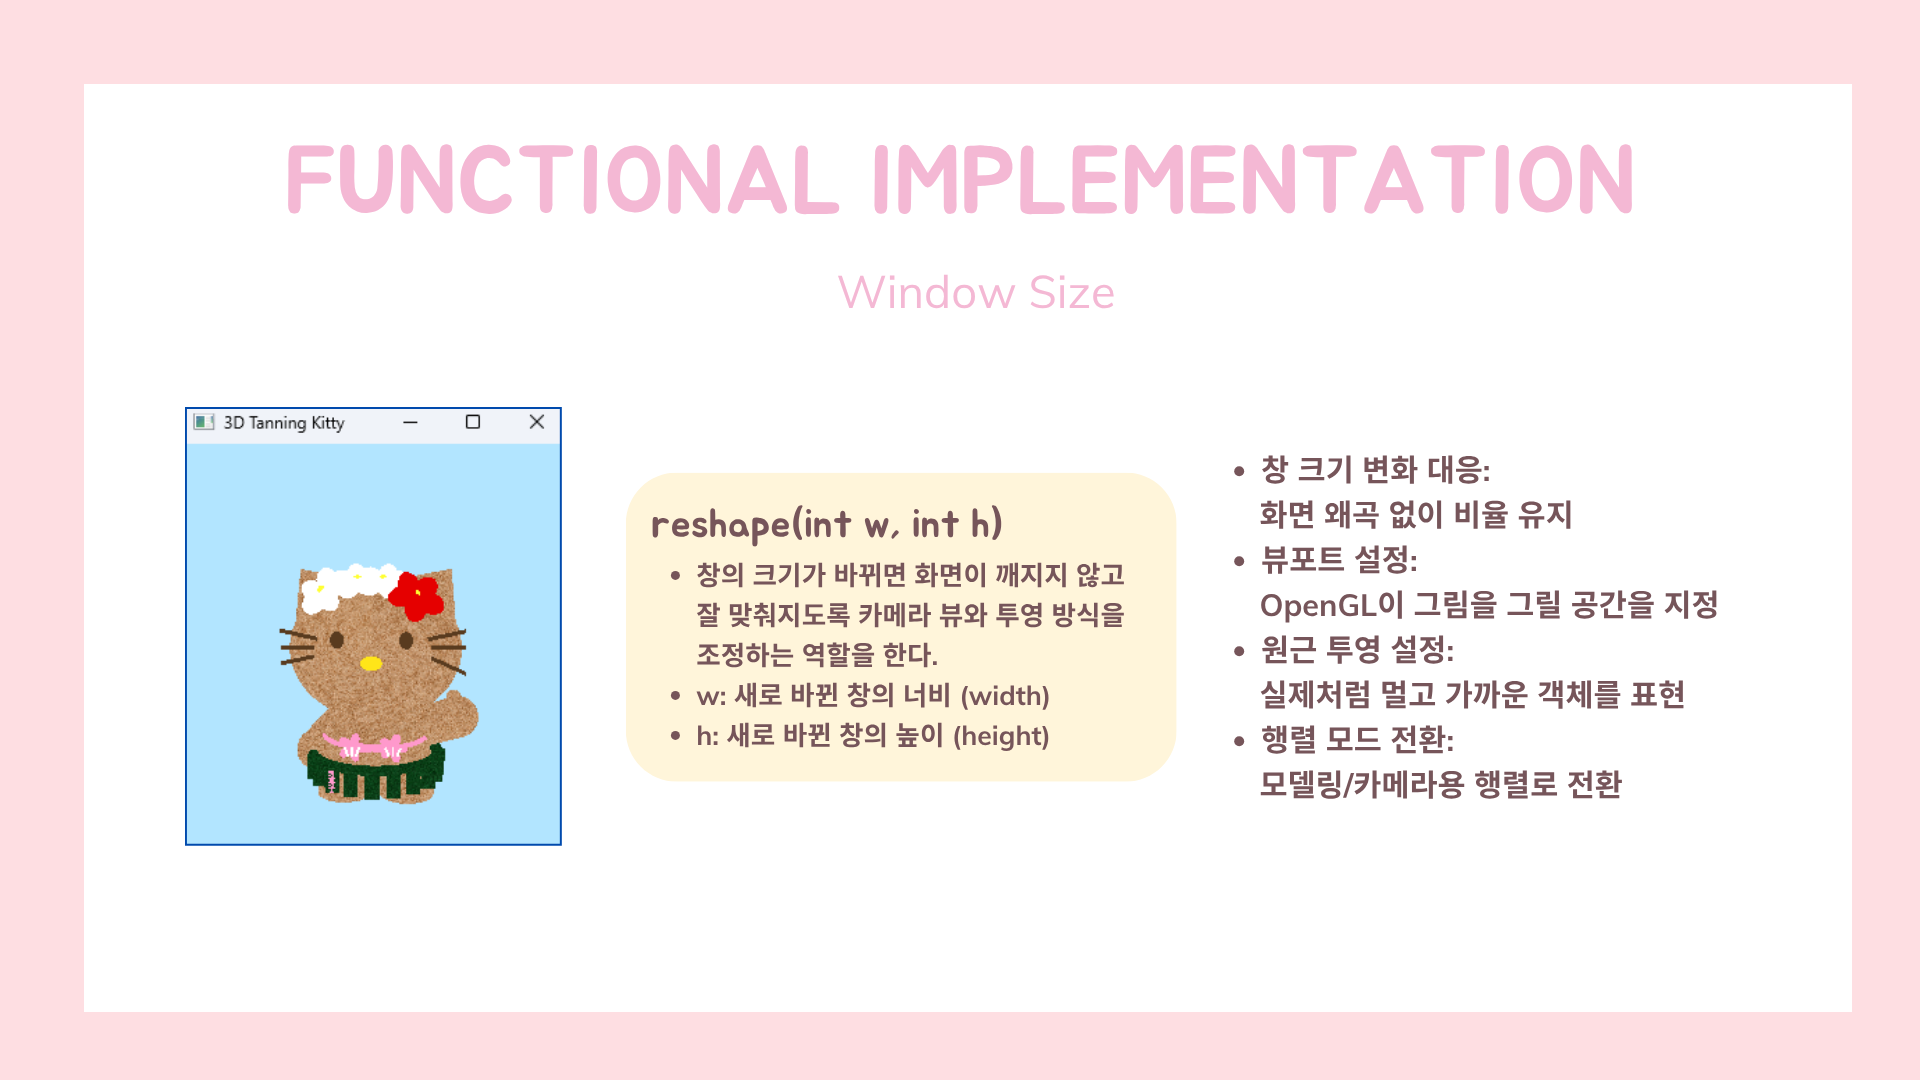 FUNCTIONAL IMPLEMENTATION
Window Size
3D Tanning Kitty
reshape(int w, int h)
• 창의 크기가 바뀌면 화면이 깨지지 않고
잘 맞춰지도록 카메라 뷰와 투영 방식을
조정하는 역할을 한다.
• w: 새로 바뀐 창의 너비 (width)
• h: 새로 바뀐 창의 높이 (height)
• 창 크기 변화 대응:
화면 왜곡 없이 비율 유지
• 뷰포트 설정:
OpenGL이 그림을 그릴 공간을 지정
• 원근 투영 설정:
실제처럼 멀고 가까운 객체를 표현
• 행렬 모드 전환:
모델링/카메라용 행렬로 전환